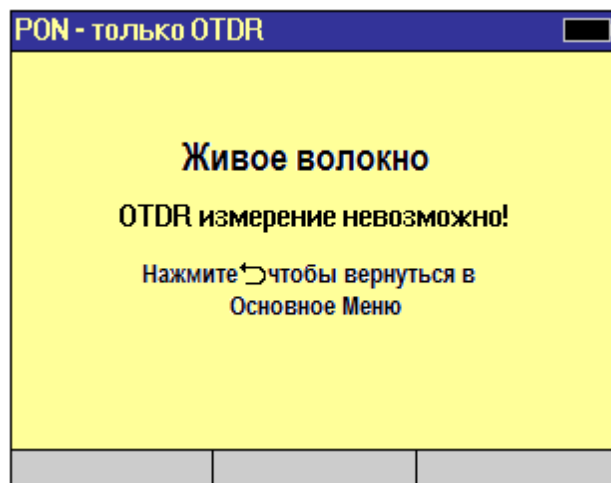 PON - только OTDR
Живое волокно
OTDR измерение невозможно!
Нажмите⮌чтобы вернуться в
Основное Меню